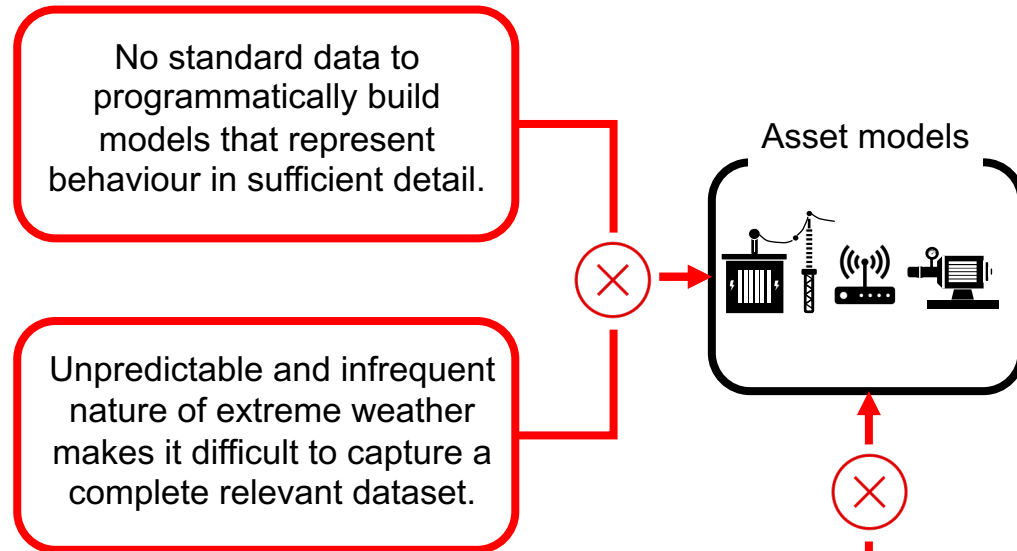 No standard data to
programmatically build
models that represent
behaviour in sufficient detail.
Asset models
Unpredictable and infrequent
nature of extreme weather
makes it difficult to capture a
complete relevant dataset.